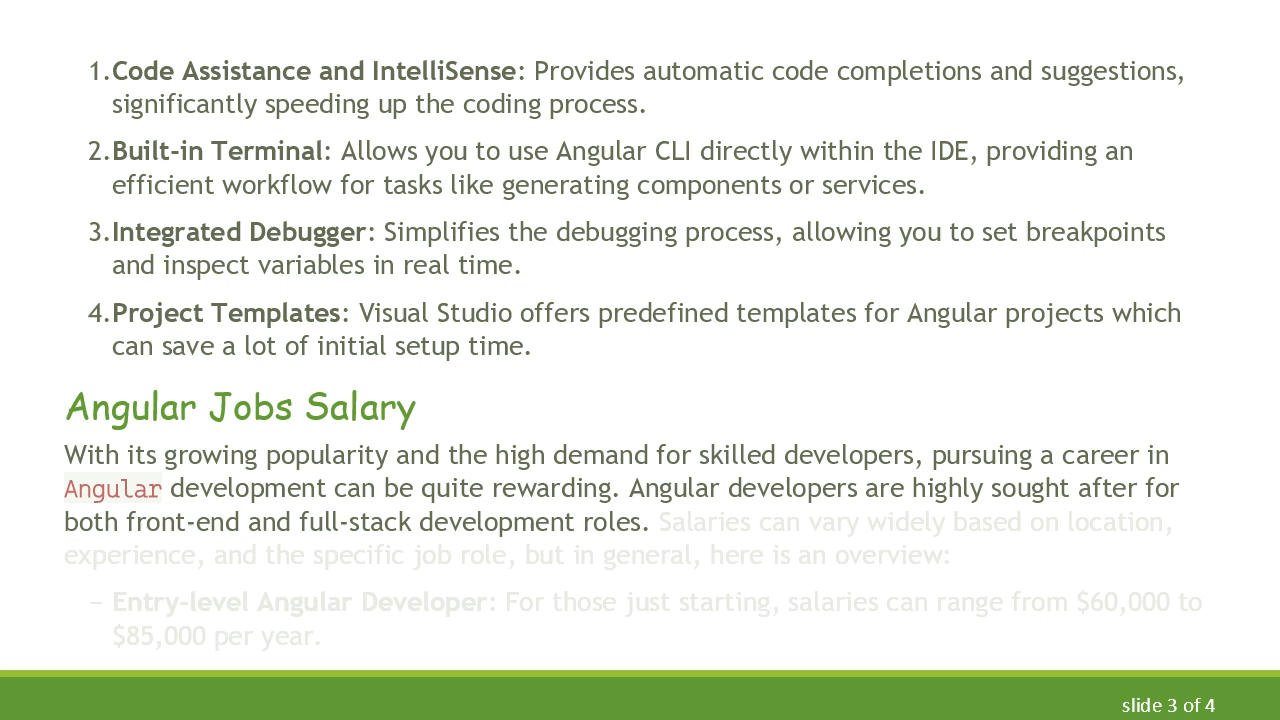 1.Code Assistance and IntelliSense: Provides automatic code completions and suggestions,
significantly speeding up the coding process.
2.Built-in Terminal: Allows you to use Angular CLI directly within the IDE, providing an
efficient workflow for tasks like generating components or services.
3.Integrated Debugger: Simplifies the debugging process, allowing you to set breakpoints
and inspect variables in real time.
4.Project Templates: Visual Studio offers predefined templates for Angular projects which
can save a lot of initial setup time.
Angular Jobs Salary
With its growing popularity and the high demand for skilled developers, pursuing a career in
Angular development can be quite rewarding. Angular developers are highly sought after for
both front-end and full-stack development roles. Salaries can vary widely based on location,
experience, and the specific job role, but in general, here is an overview:
– Entry-level Angular Developer: For those just starting, salaries can range from $60,000 to
$85,000 per year.
slide 3 of 4